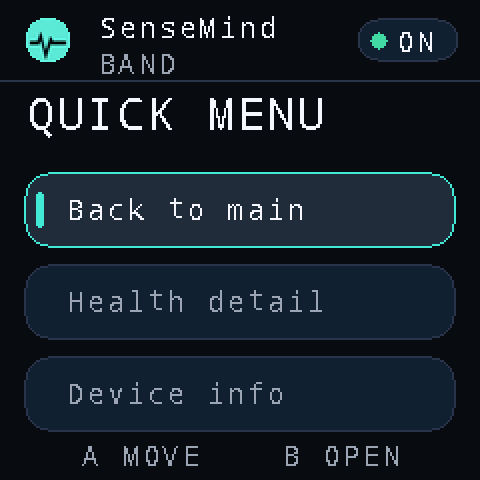 SenseMind
BAND
ON
QUICK MENU
Back to main
Health detail
Device info
A MOVE B OPEN